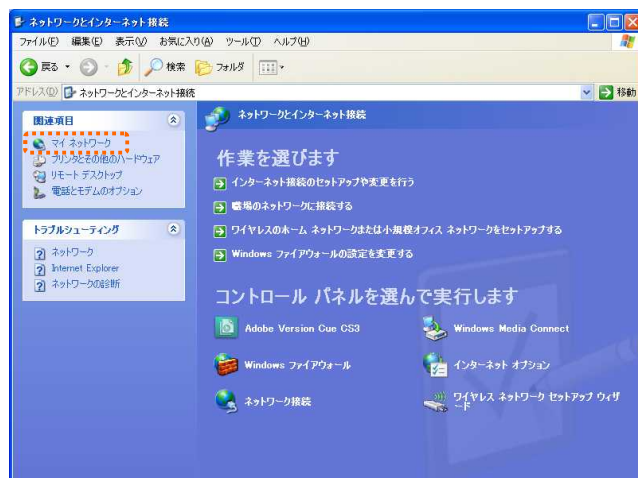 ネットワークとインターネット接続
ファイル(F) 編集(E) 表示(V) お気に入り(A) ツール(T) ヘルプ(H)
戻る 検索 フォルダ
アドレス(D) ネットワークとインターネット接続 移動
関連項目
マイ ネットワーク
プリンタとその他のハードウェア
リモート デスクトップ
電話とモデムのオプション
トラブルシューティング
ネットワーク
Internet Explorer
ネットワークの診断
ネットワークとインターネット接続
作業を選びます
インターネット接続のセットアップや変更を行う
職場のネットワークに接続する
ワイヤレスのホーム ネットワークまたは小規模オフィス ネットワークをセットアップする
Windows ファイアウォールの設定を変更する
コントロール パネルを選んで実行します
Adobe Version Cue CS3 Windows Media Connect
Windows ファイアウォール インターネット オプション
ネットワーク接続 ワイヤレス ネットワーク セットアップ ウィザ
ード